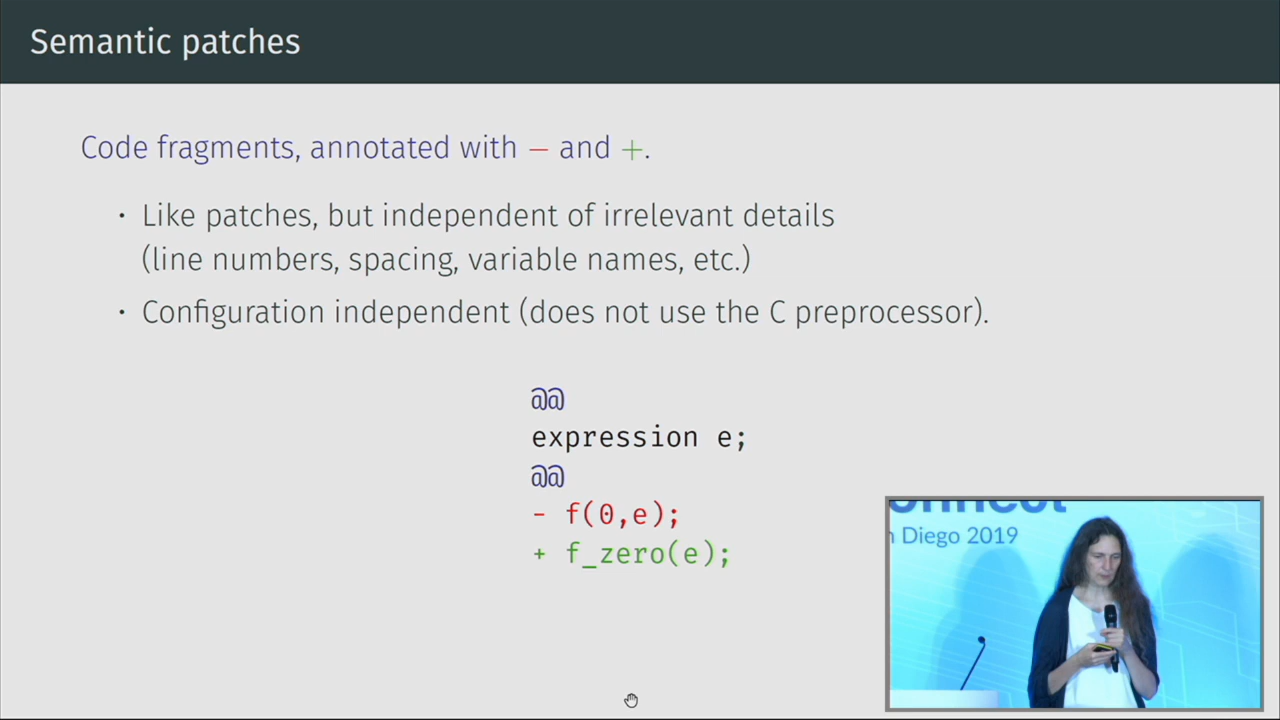 Semantic patches
Code fragments, annotated with − and +.
• Like patches, but independent of irrelevant details
(line numbers, spacing, variable names, etc.)
• Configuration independent (does not use the C preprocessor).
@@
expression e;
@@
- f(0,e);
+ f_zero(e);
onnect
n Diego 2019